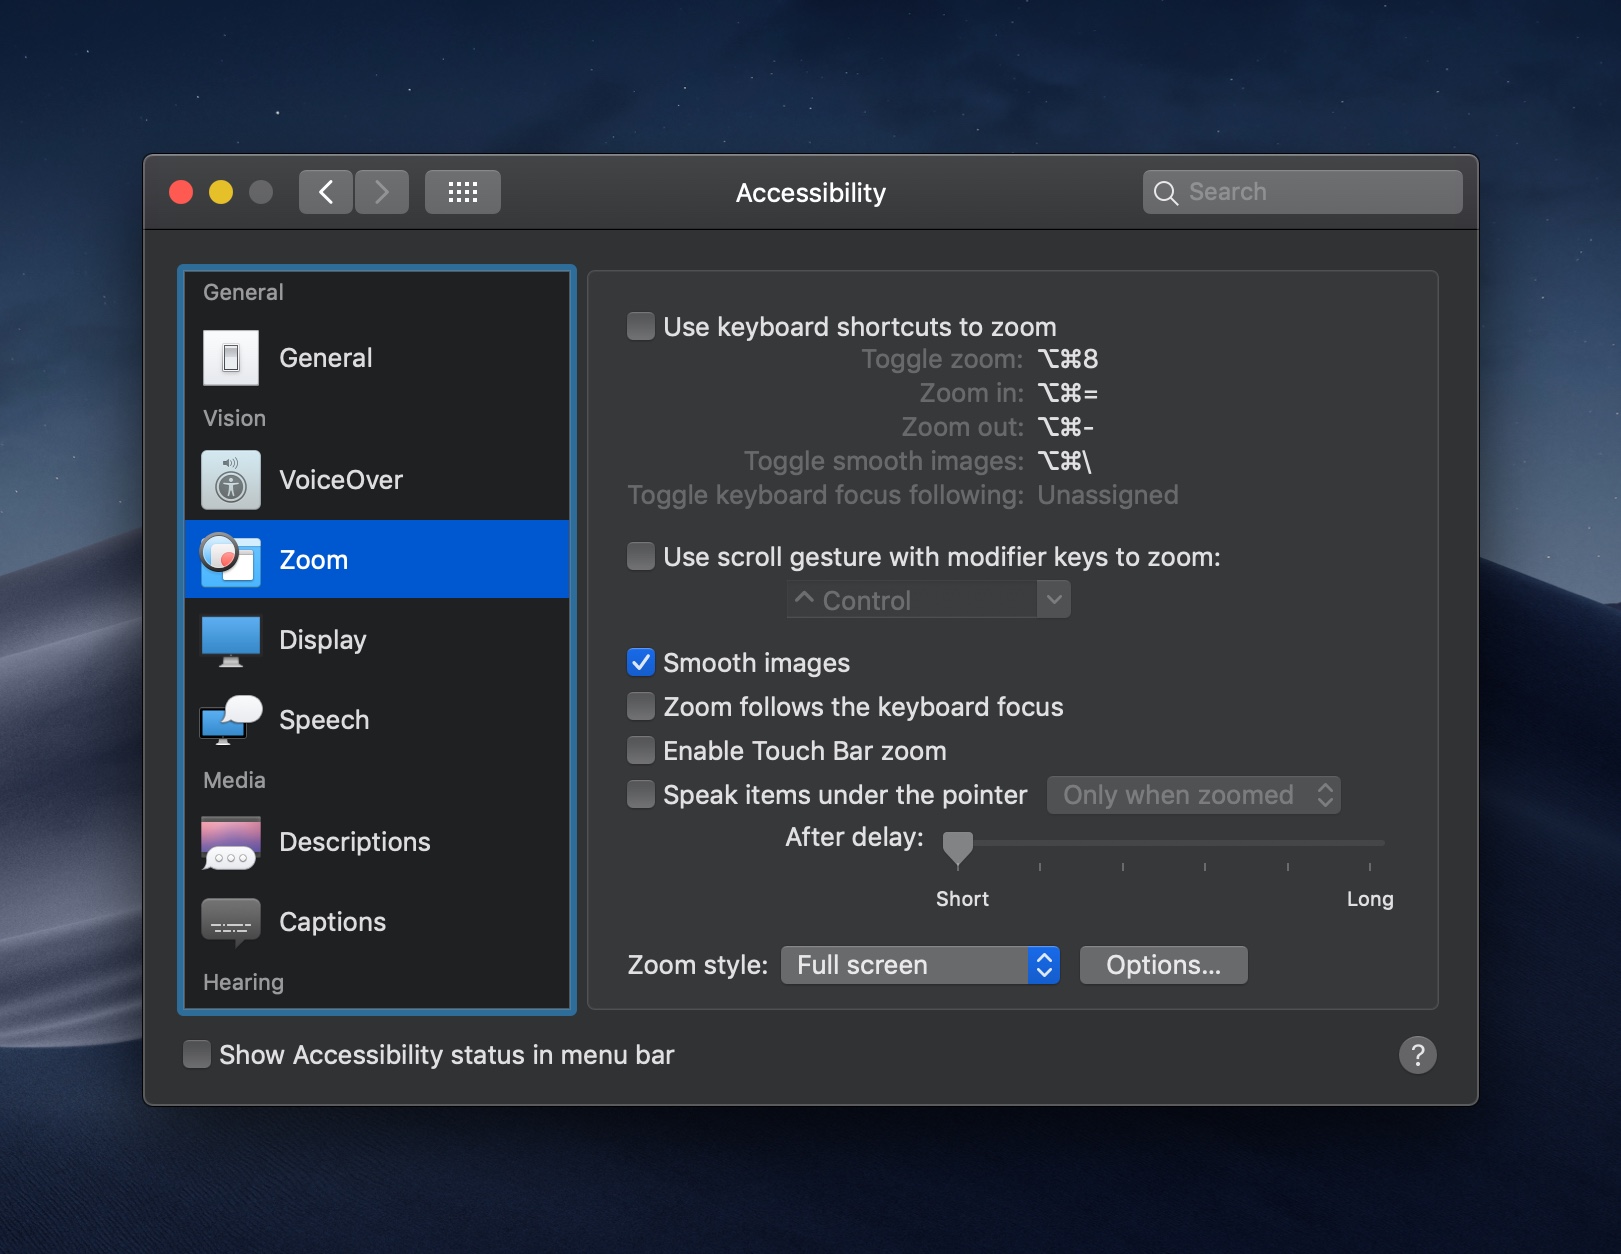 Accessibility
Search
General
General
Vision
VoiceOver
Zoom
Display
Speech
Media
Descriptions
Captions
Hearing
Use keyboard shortcuts to zoom
Toggle zoom: ⌥⌘8
Zoom in: ⌥⌘=
Zoom out: ⌥⌘-
Toggle smooth images: ⌥⌘\
Toggle keyboard focus following: Unassigned
Use scroll gesture with modifier keys to zoom:
^ Control
Smooth images
Zoom follows the keyboard focus
Enable Touch Bar zoom
Speak items under the pointer Only when zoomed
After delay:
Short Long
Zoom style: Full screen Options...
Show Accessibility status in menu bar ?